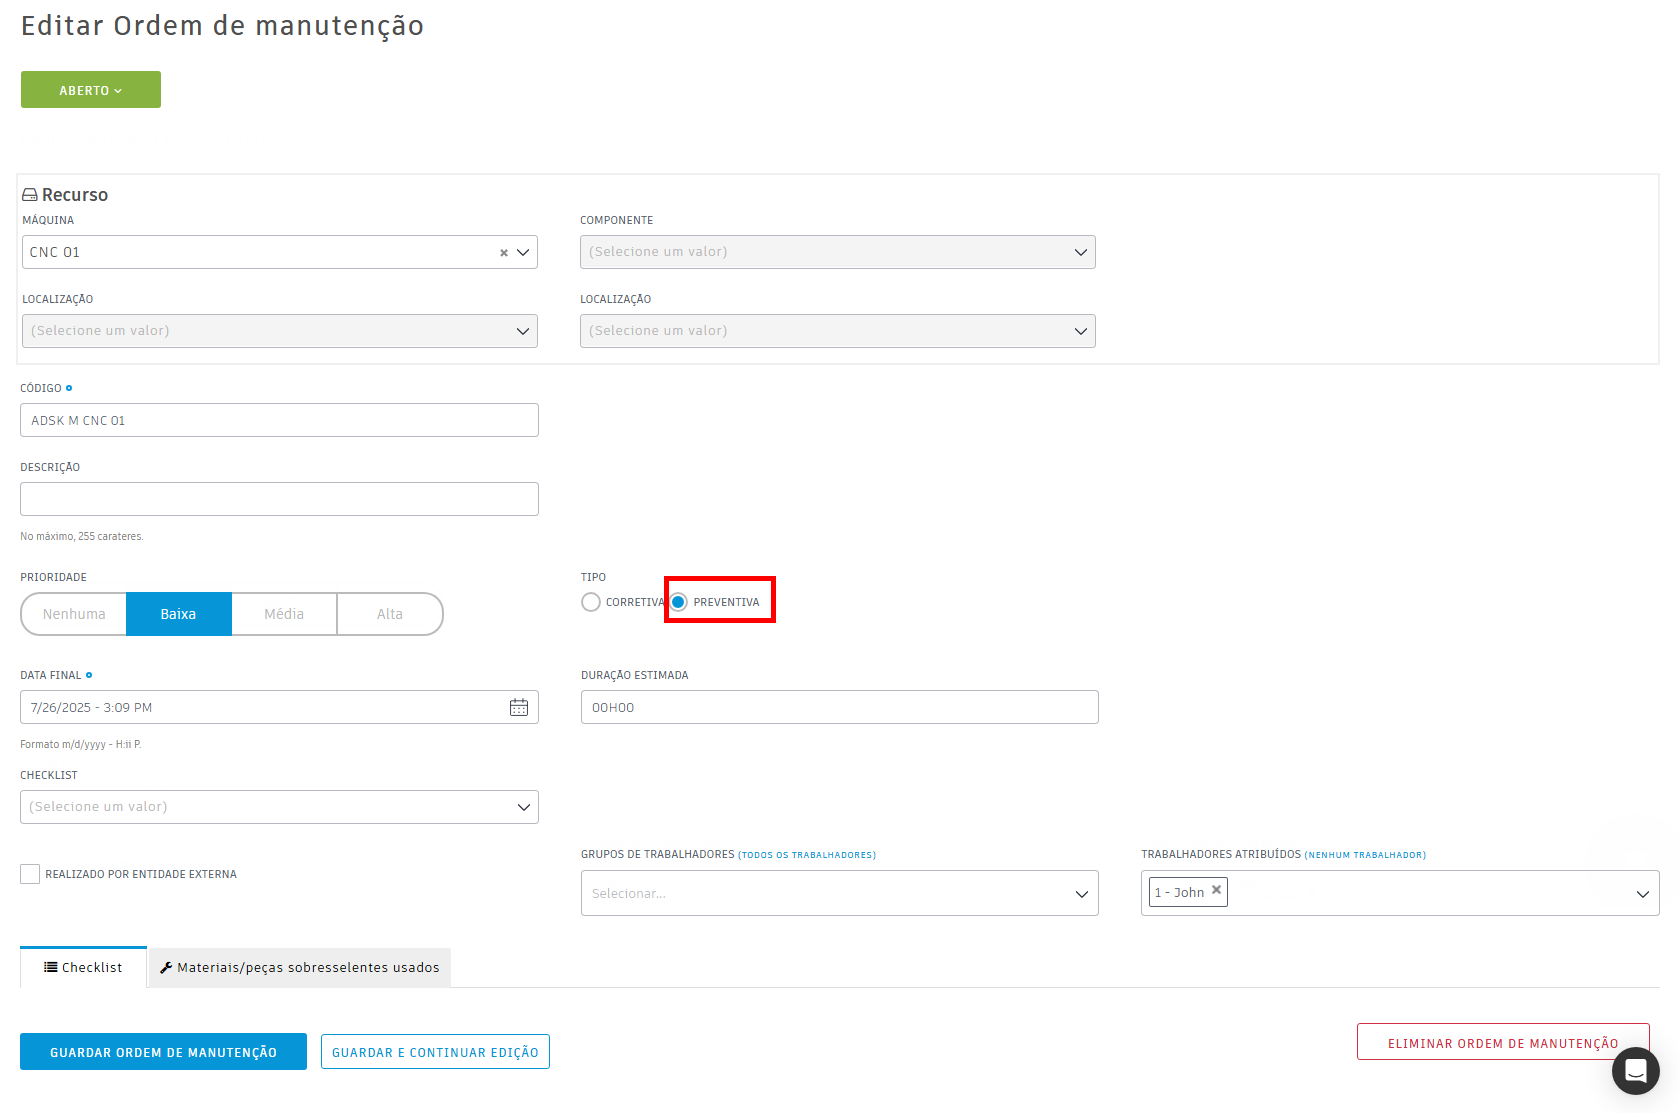 Editar Ordem de manutenção
ABERTO
Recurso
MÁQUINA
COMPONENTE
CNC 01
(Selecione um valor)
LOCALIZAÇÃO
LOCALIZAÇÃO
(Selecione um valor)
(Selecione um valor)
CÓDIGO
ADSK M CNC 01
DESCRIÇÃO
No máximo, 255 carateres.
PRIORIDADE
TIPO
Nenhuma
Baixa
Média
Alta
CORRETIVA
PREVENTIVA
DATA FINAL
DURAÇÃO ESTIMADA
7/26/2025 - 3:09 PM
00H00
Formato m/d/yyyy - H:ii P.
CHECKLIST
(Selecione um valor)
REALIZADO POR ENTIDADE EXTERNA
GRUPOS DE TRABALHADORES (TODOS OS TRABALHADORES)
Selecionar...
TRABALHADORES ATRIBUÍDOS (NENHUM TRABALHADOR)
1 - John
Checklist
Materiais/peças sobresselentes usados
GUARDAR ORDEM DE MANUTENÇÃO
GUARDAR E CONTINUAR EDIÇÃO
ELIMINAR ORDEM DE MANUTENÇÃO